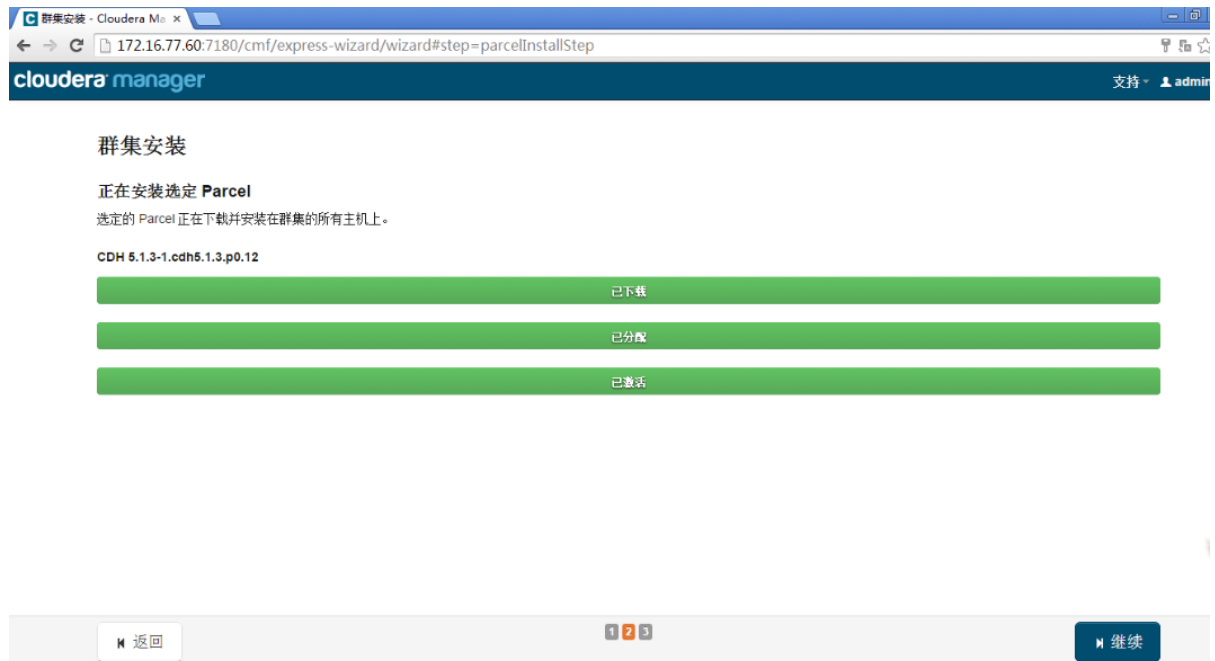 群集安装 - Cloudera Ma
172.16.77.60:7180/cmf/express-wizard/wizard#step=parcelInstallStep
cloudera manager
支持 admin
群集安装
正在安装选定 Parcel
选定的 Parcel 正在下载并安装在群集的所有主机上。
CDH 5.1.3-1.cdh5.1.3.p0.12
已下载
已分配
已激活
返回
1 2 3
继续